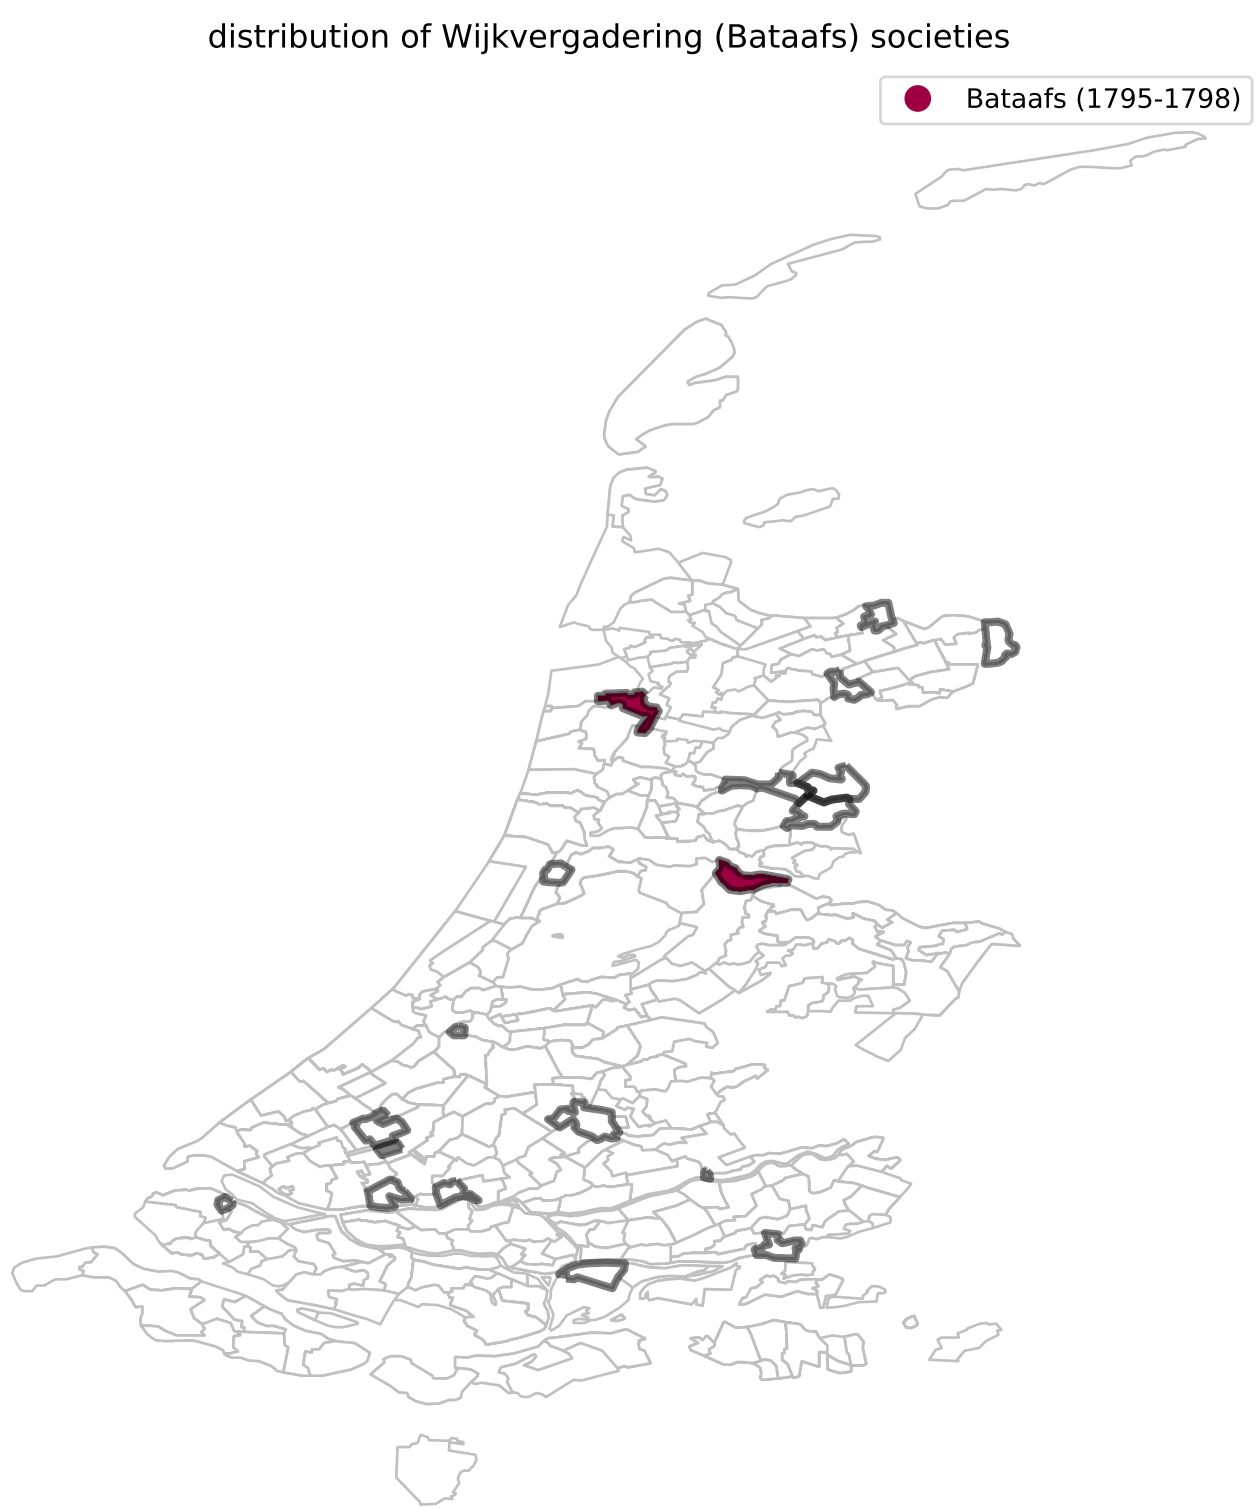 distribution of Wijkvergadering (Bataafs) societies
Bataafs (1795-1798)